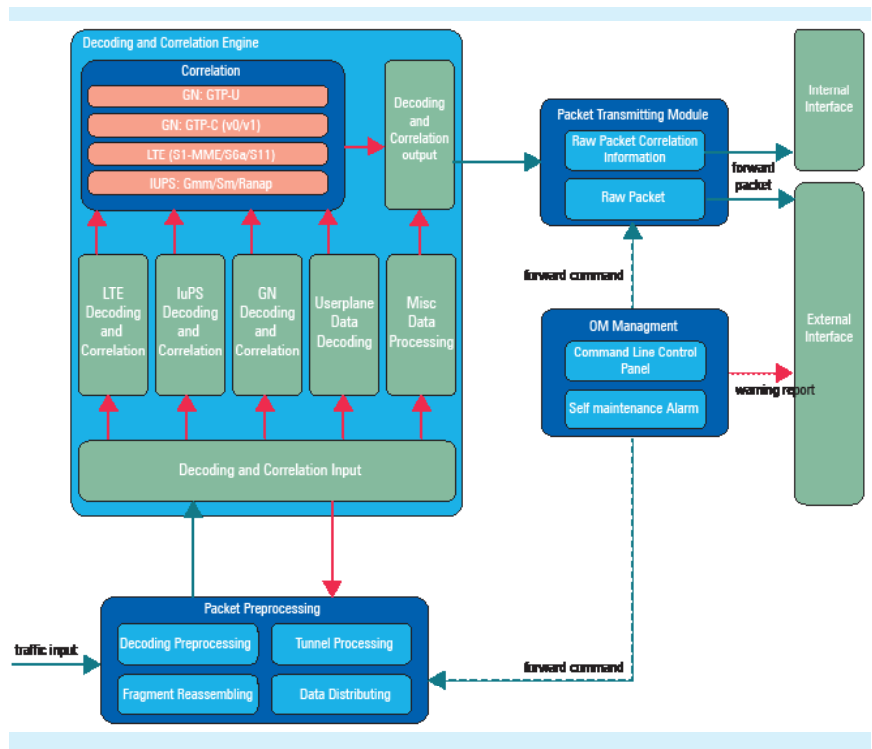 Decoding and Correlation Engine
Correlation
GN: GTP-U
GN: GTP-C (v0/v1)
LTE (S1-MME/S6a/S11)
IUPS: Gmm/Sm/Ranap
Decoding
and
Correlation
output
LTE
Decoding
and
Correlation
IuPS
Decoding
and
Correlation
GN
Decoding
and
Correlation
Userplane
Data
Decoding
Misc
Data
Processing
Decoding and Correlation Input
Packet Transmitting Module
Raw Packet Correlation
Information
Raw Packet
forward
packet
Internal
Interface
External
Interface
forward command
OM Managment
Command Line Control
Panel
Self maintenance Alarm
warning report
traffic input
Packet Preprocessing
Decoding Preprocessing
Tunnel Processing
Fragment Reassembling
Data Distributing
forward command